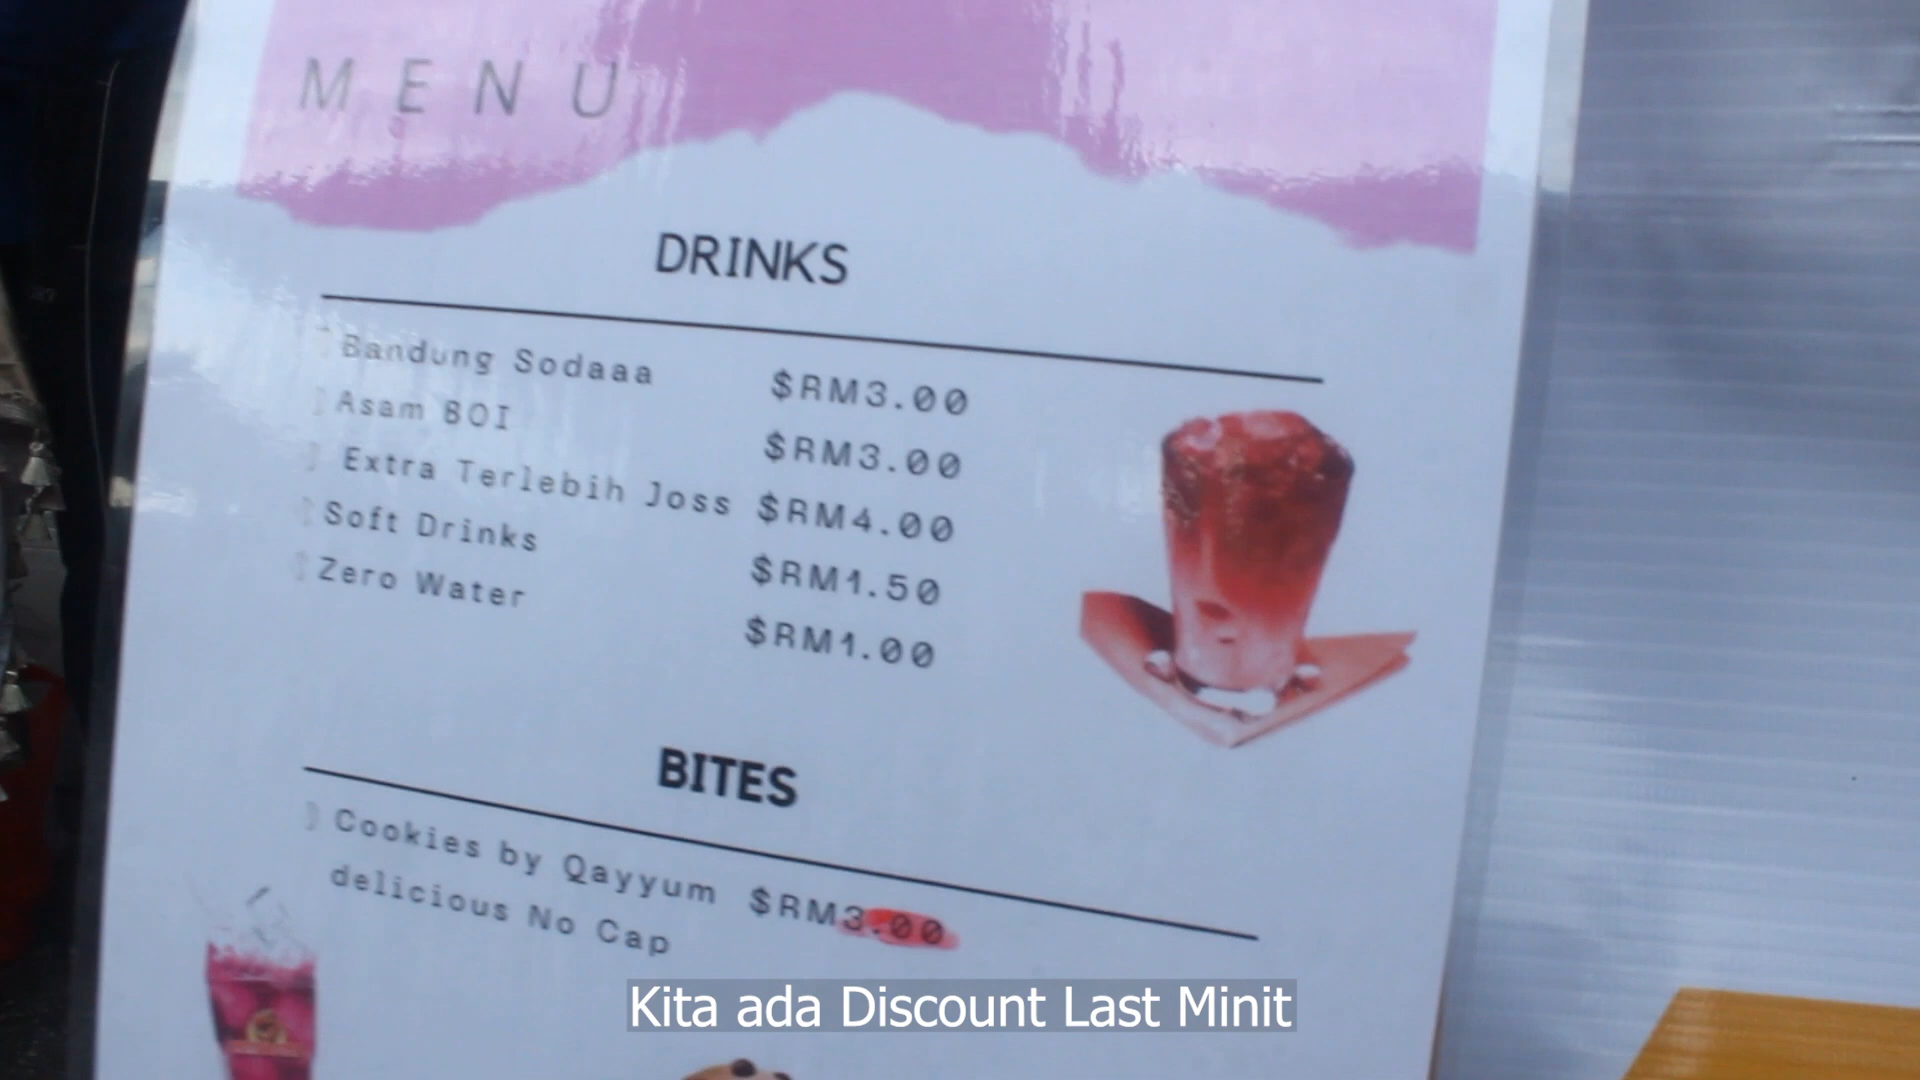 MENU
DRINKS
Bandung Sodaaa $RM3.00
Asam BOI $RM3.00
Extra Terlebih Joss $RM4.00
Soft Drinks $RM1.50
Zero Water $RM1.00
BITES
Cookies by Qayyum $RM3.00
delicious No Cap
Kita ada Discount Last Minit